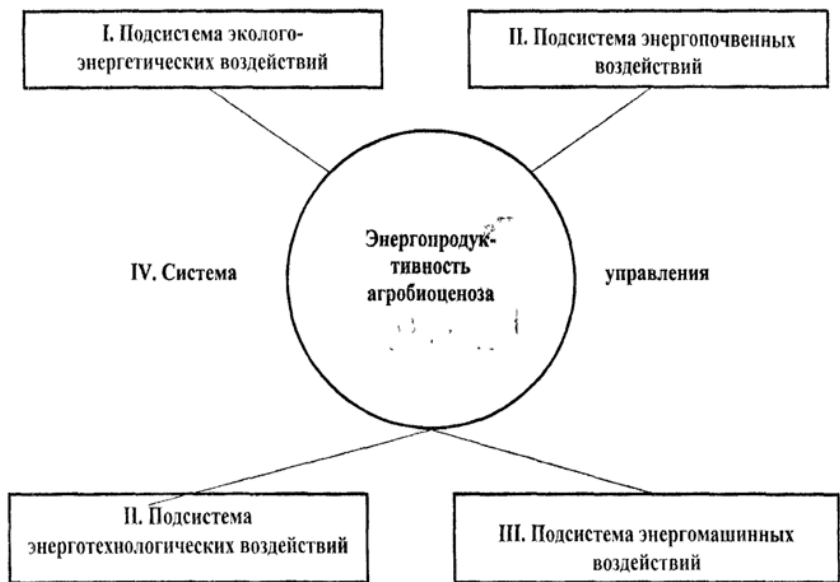 I. Подсистема эколого-
энергетических воздействий
II. Подсистема энергопочвенных
воздействий
Энергопродук-
тивность
агробиоценоза
IV. Система
управления
II. Подсистема
энерготехнологических воздействий
III. Подсистема энергомашинных
воздействий